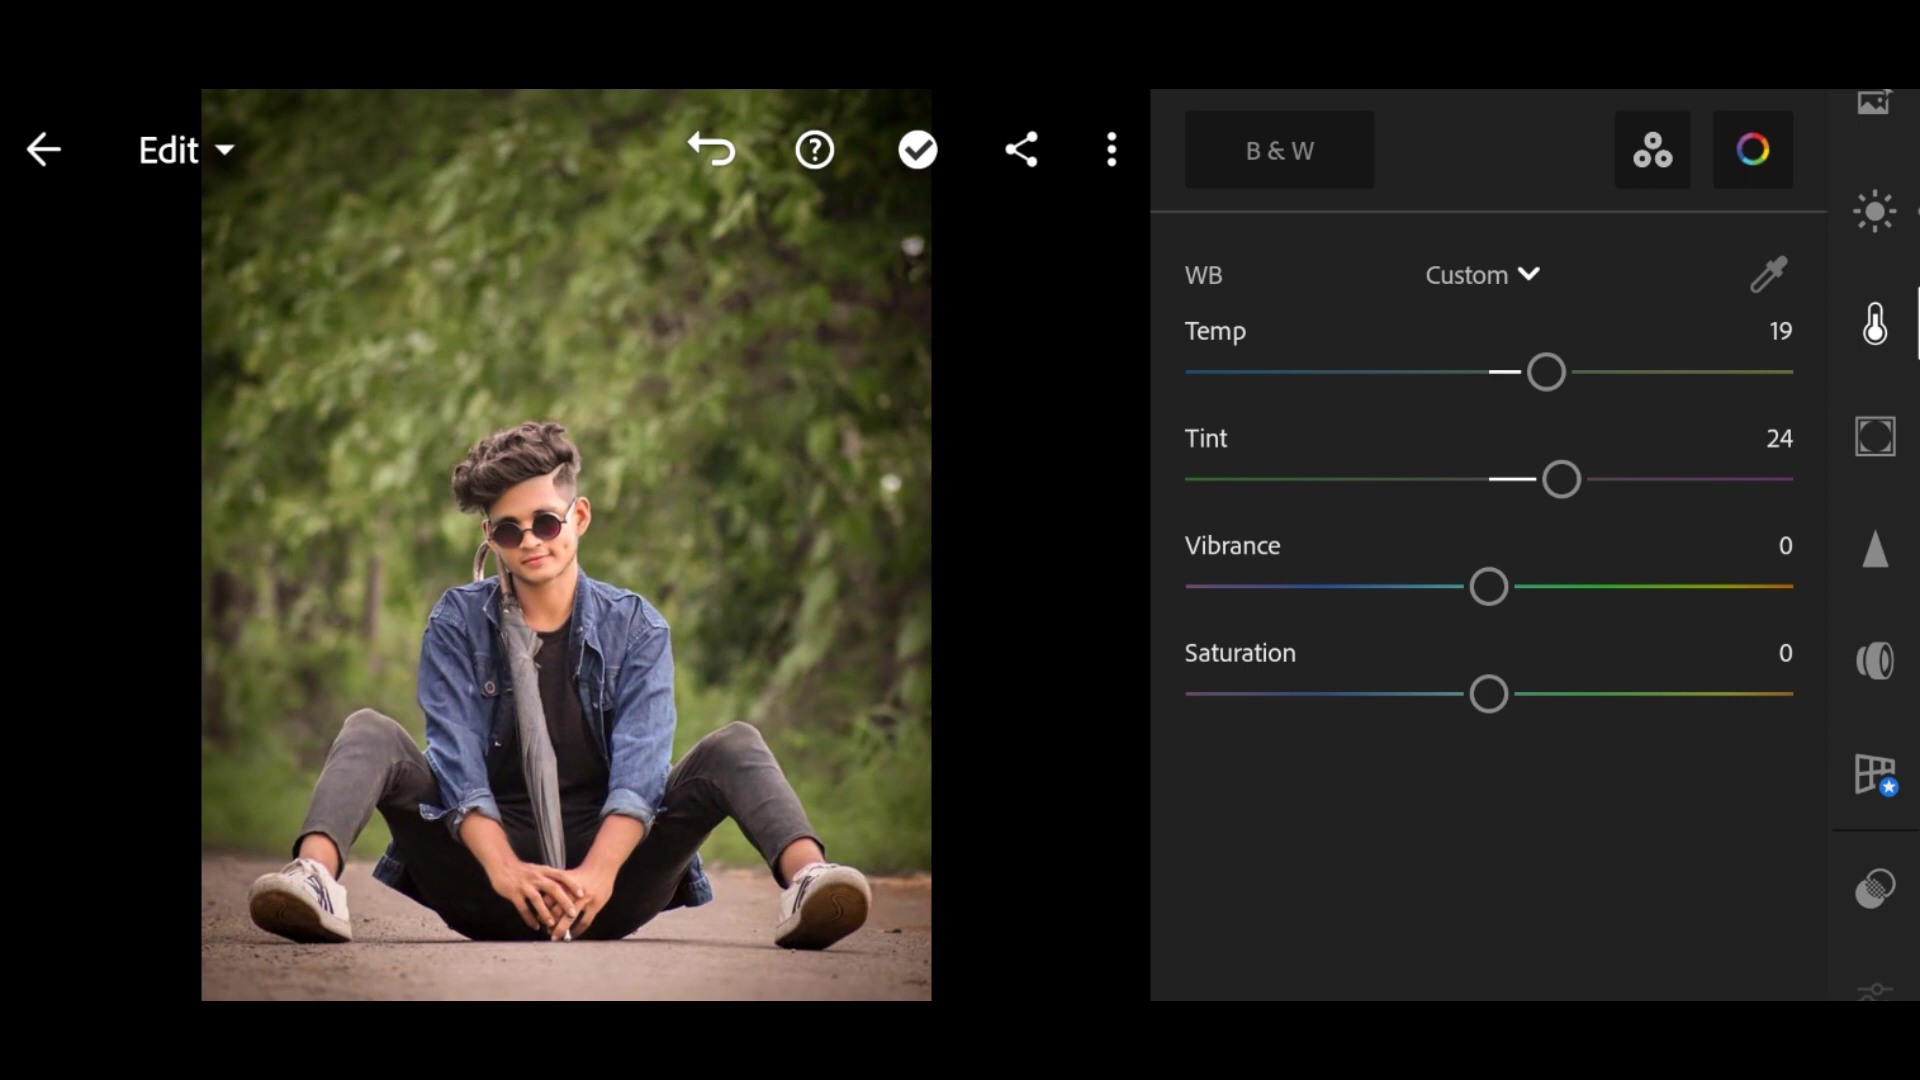 Edit
B & W
WB Custom
Temp 19
Tint 24
Vibrance 0
Saturation 0